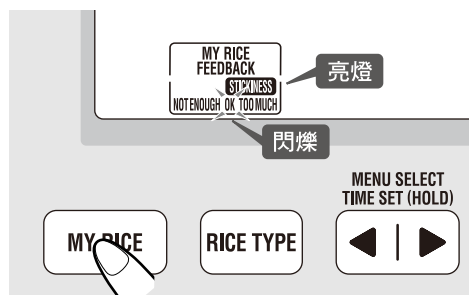 MY RICE
FEEDBACK
STICKINESS
NOT ENOUGH OK TOO MUCH
亮燈
閃爍
MENU SELECT
TIME SET (HOLD)
MY RICE
RICE TYPE